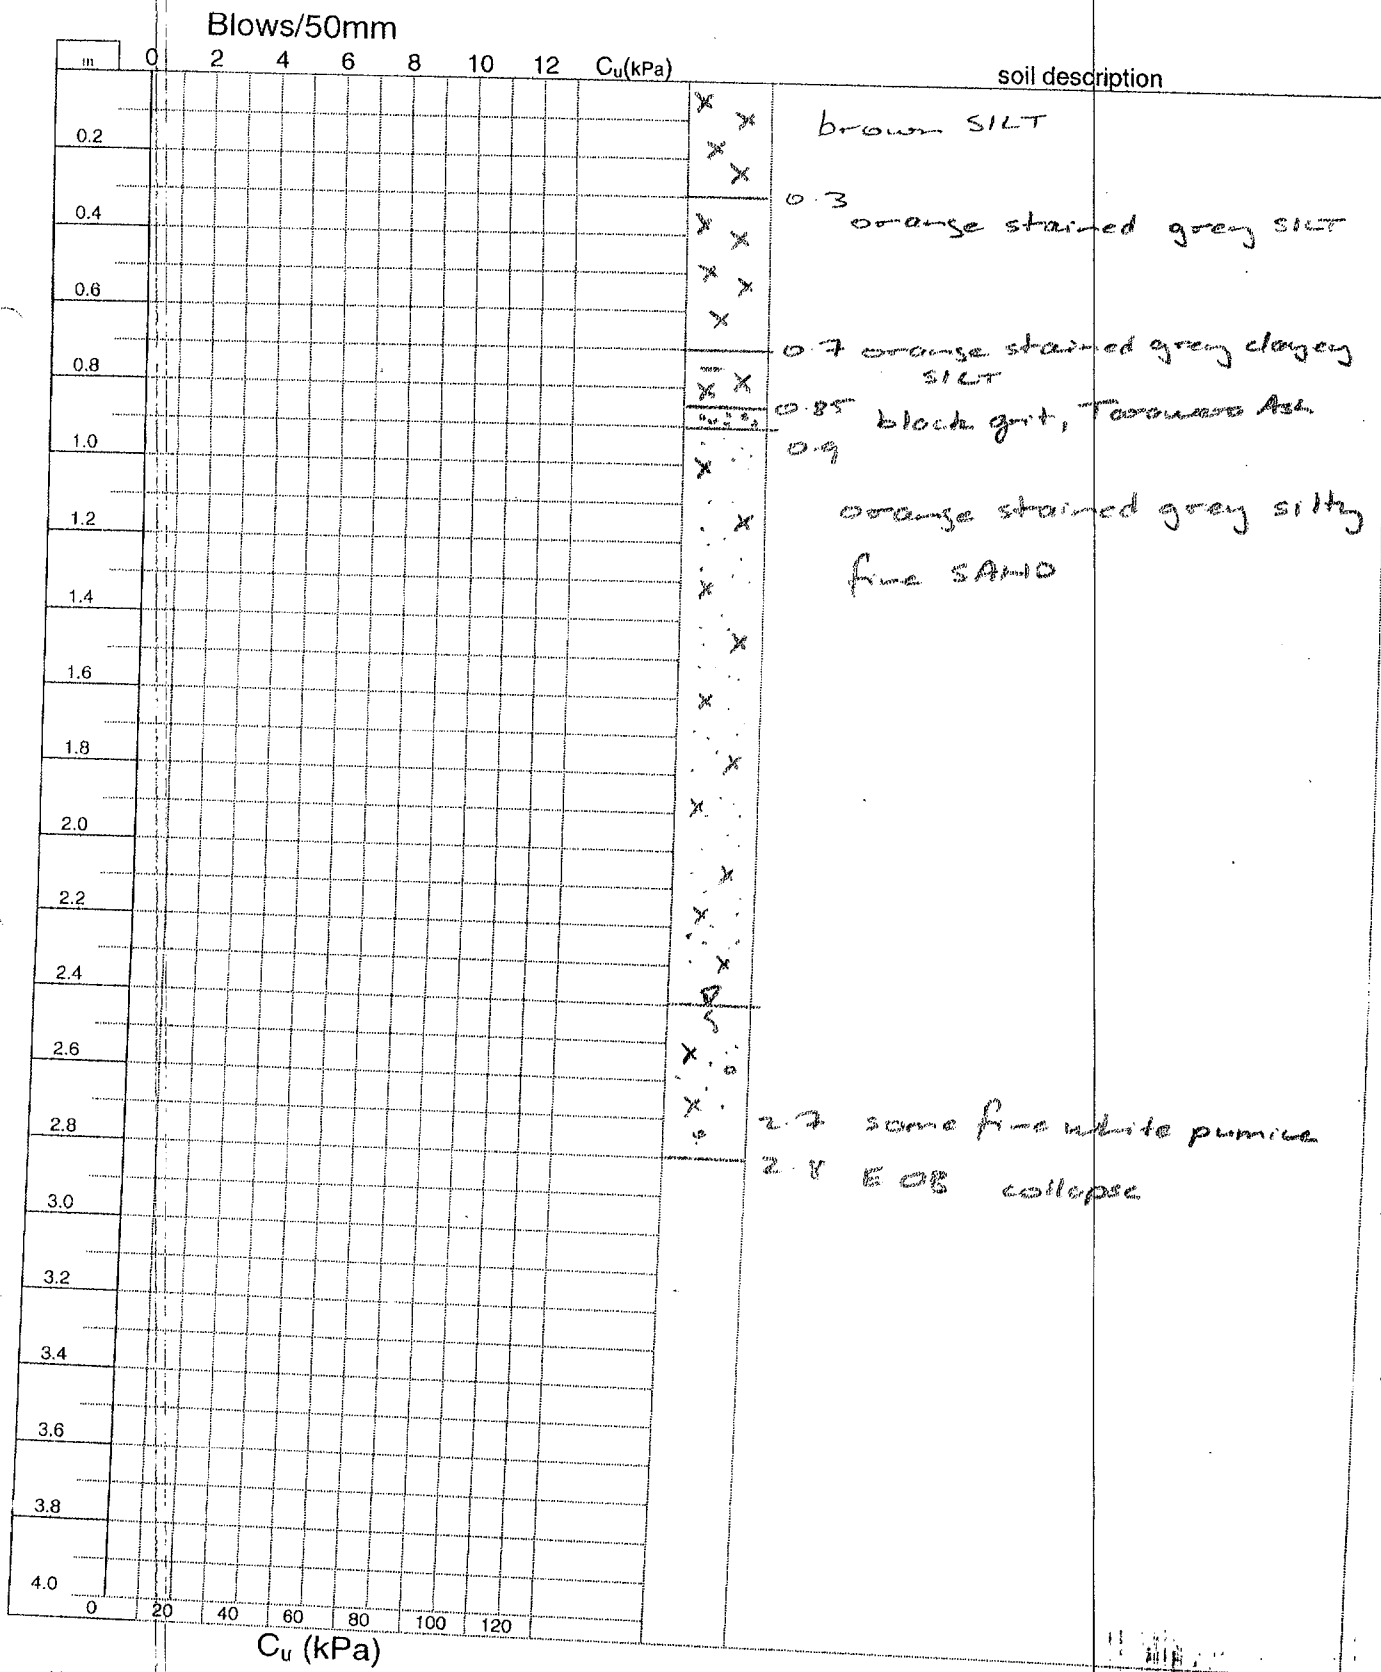 Blows/50mm
m 0 2 4 6 8 10 12 Cu(kPa) soil description
brown SILT
0.2
0.3
0.4 orange stained grey SILT
0.6
0.7 orange stained grey clayey
SILT
0.8
0.85 black grit, Tarawera Ash
0.9
1.0
orange stained grey silty
1.2
fine SAND
1.4
1.6
1.8
2.0
2.2
2.4
2.6
2.7 some fine white pumice
2.8
2.8 EOB collapse
3.0
3.2
3.4
3.6
3.8
4.0
0 20 40 60 80 100 120
Cu (kPa)